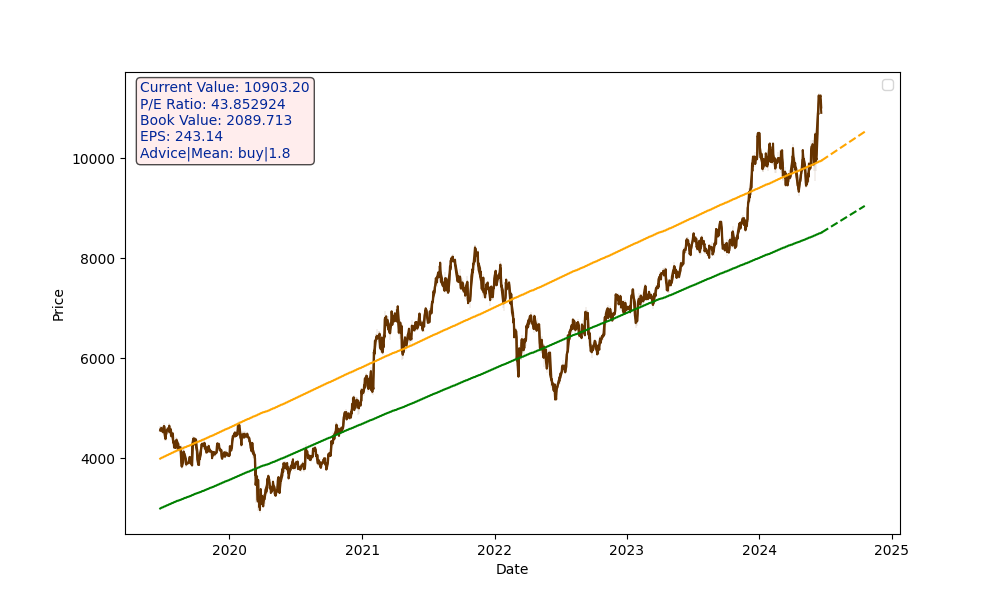 Current Value: 10903.20
P/E Ratio: 43.852924
Book Value: 2089.713
EPS: 243.14
Advice|Mean: buy|1.8
10000
8000
6000
4000
Price
2020 2021 2022 2023 2024 2025
Date